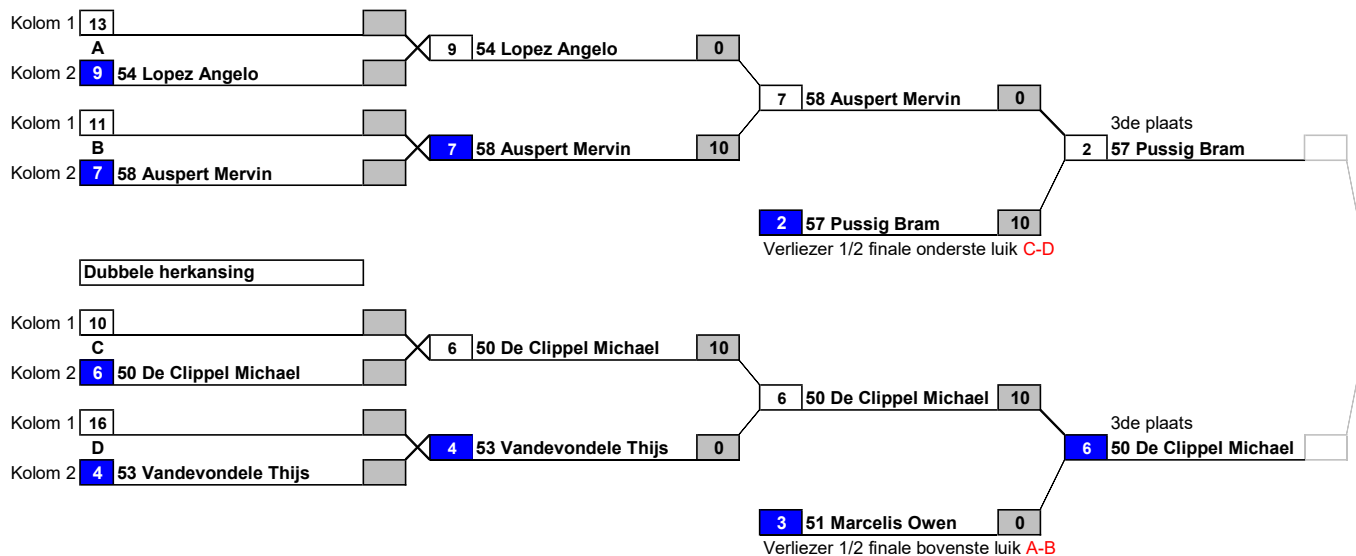 Kolom 1 13
A
Kolom 2 9 54 Lopez Angelo
9 54 Lopez Angelo 0
Kolom 1 11
B
Kolom 2 7 58 Auspert Mervin
7 58 Auspert Mervin 10
7 58 Auspert Mervin 0
3de plaats
2 57 Pussig Bram
2 57 Pussig Bram 10
Verliezer 1/2 finale onderste luik C-D
Dubbele herkansing
Kolom 1 10
C
Kolom 2 6 50 De Clippel Michael
6 50 De Clippel Michael 10
Kolom 1 16
D
Kolom 2 4 53 Vandevondele Thijs
4 53 Vandevondele Thijs 0
6 50 De Clippel Michael 10
3de plaats
6 50 De Clippel Michael
3 51 Marcelis Owen 0
Verliezer 1/2 finale bovenste luik A-B